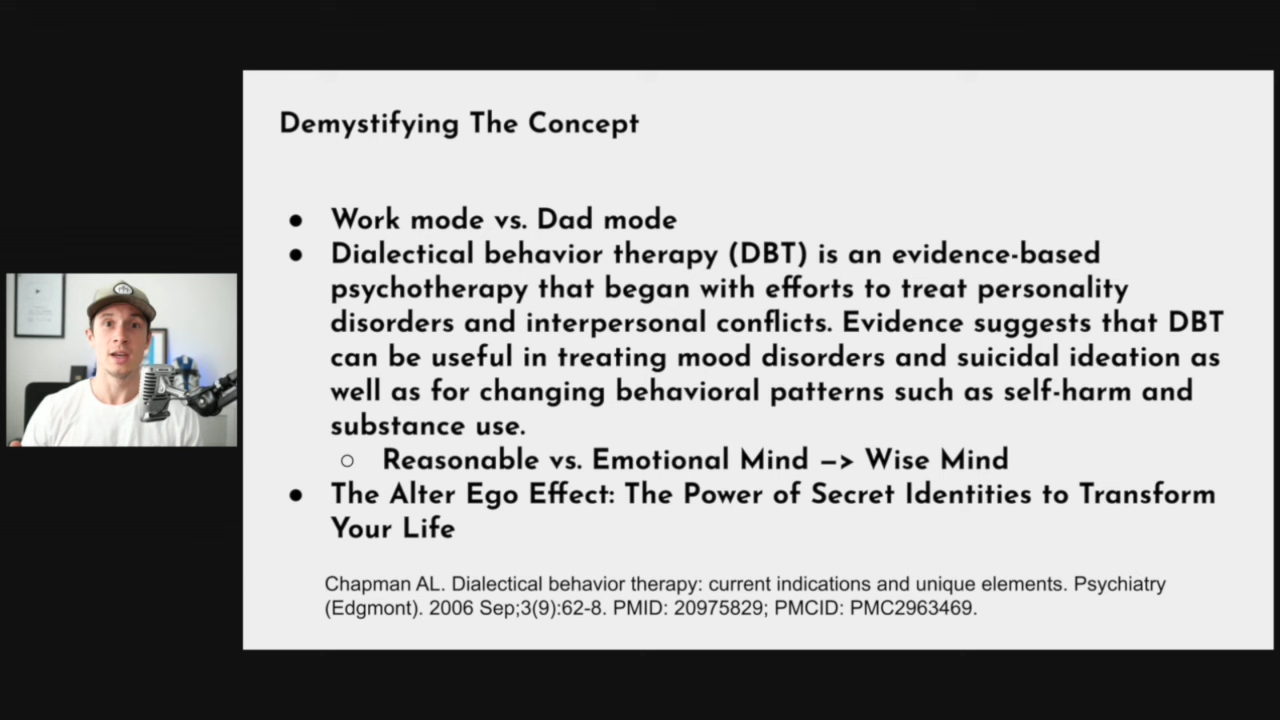 Demystifying The Concept
● Work mode vs. Dad mode
● Dialectical behavior therapy (DBT) is an evidence-based
psychotherapy that began with efforts to treat personality
disorders and interpersonal conflicts. Evidence suggests that DBT
can be useful in treating mood disorders and suicidal ideation as
well as for changing behavioral patterns such as self-harm and
substance use.
○ Reasonable vs. Emotional Mind —> Wise Mind
● The Alter Ego Effect: The Power of Secret Identities to Transform
Your Life
Chapman AL. Dialectical behavior therapy: current indications and unique elements. Psychiatry
(Edgmont). 2006 Sep;3(9):62-8. PMID: 20975829; PMCID: PMC2963469.